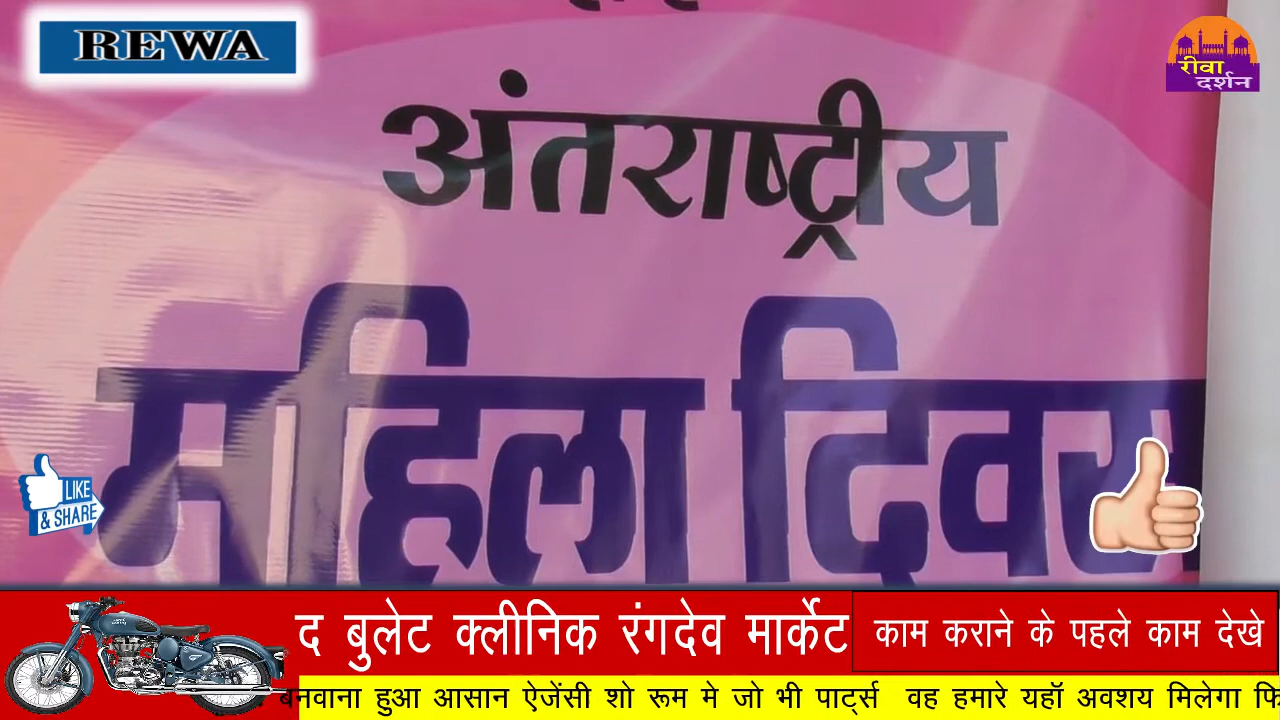 REWA
रीवा
दर्शन
अंतराष्ट्रीय
महिला दिवस
LIKE
& SHARE
द बुलेट क्लीनिक रंगदेव मार्केट
काम कराने के पहले काम देखे
बनवाना हुआ आसान ऐजेंसी शो रूम मे जो भी पार्ट्स वह हमारे यहॉ अवशय मिलेगा